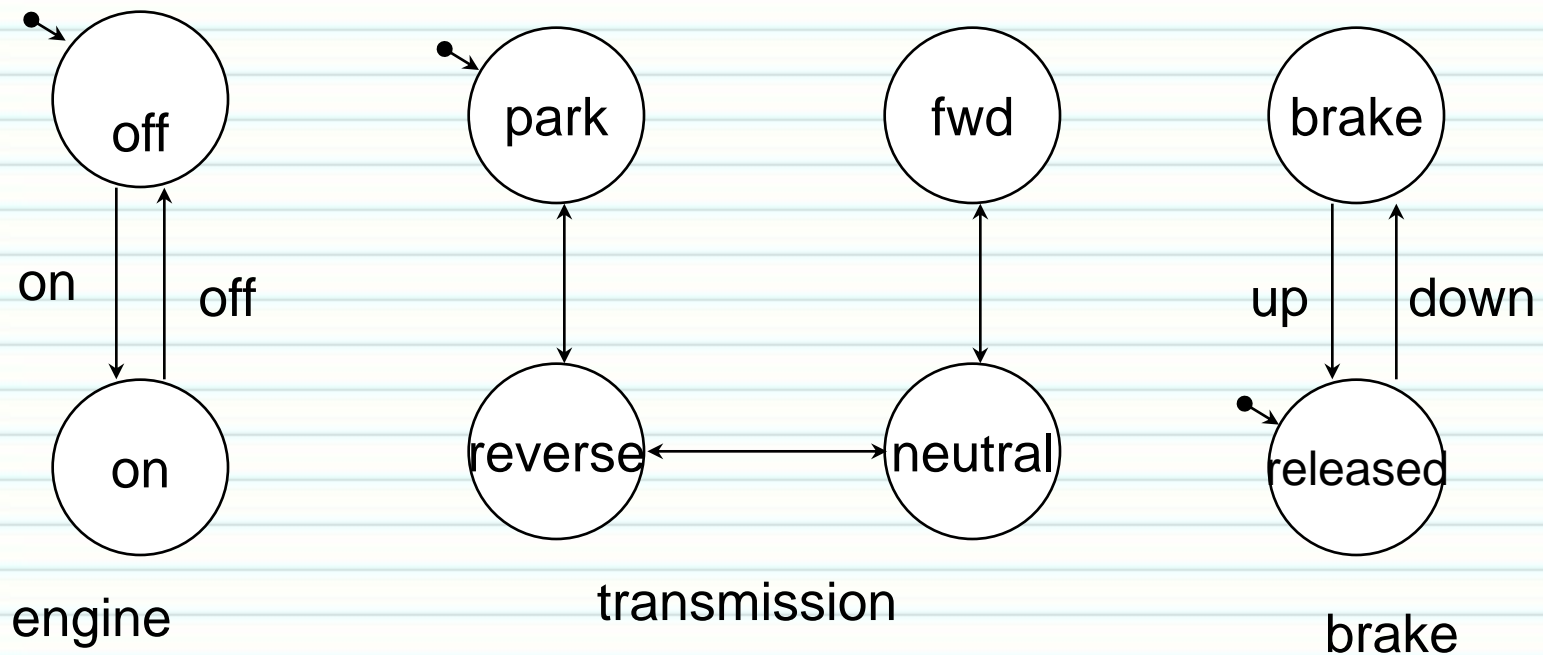 off
park
fwd
brake
on
off
up
down
on
reverse
neutral
released
engine
transmission
brake